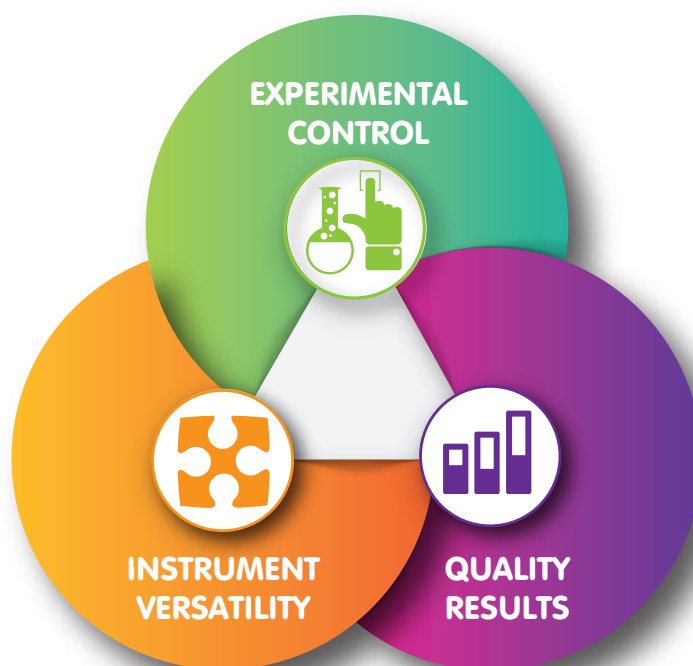 EXPERIMENTAL
CONTROL
INSTRUMENT
VERSATILITY
QUALITY
RESULTS